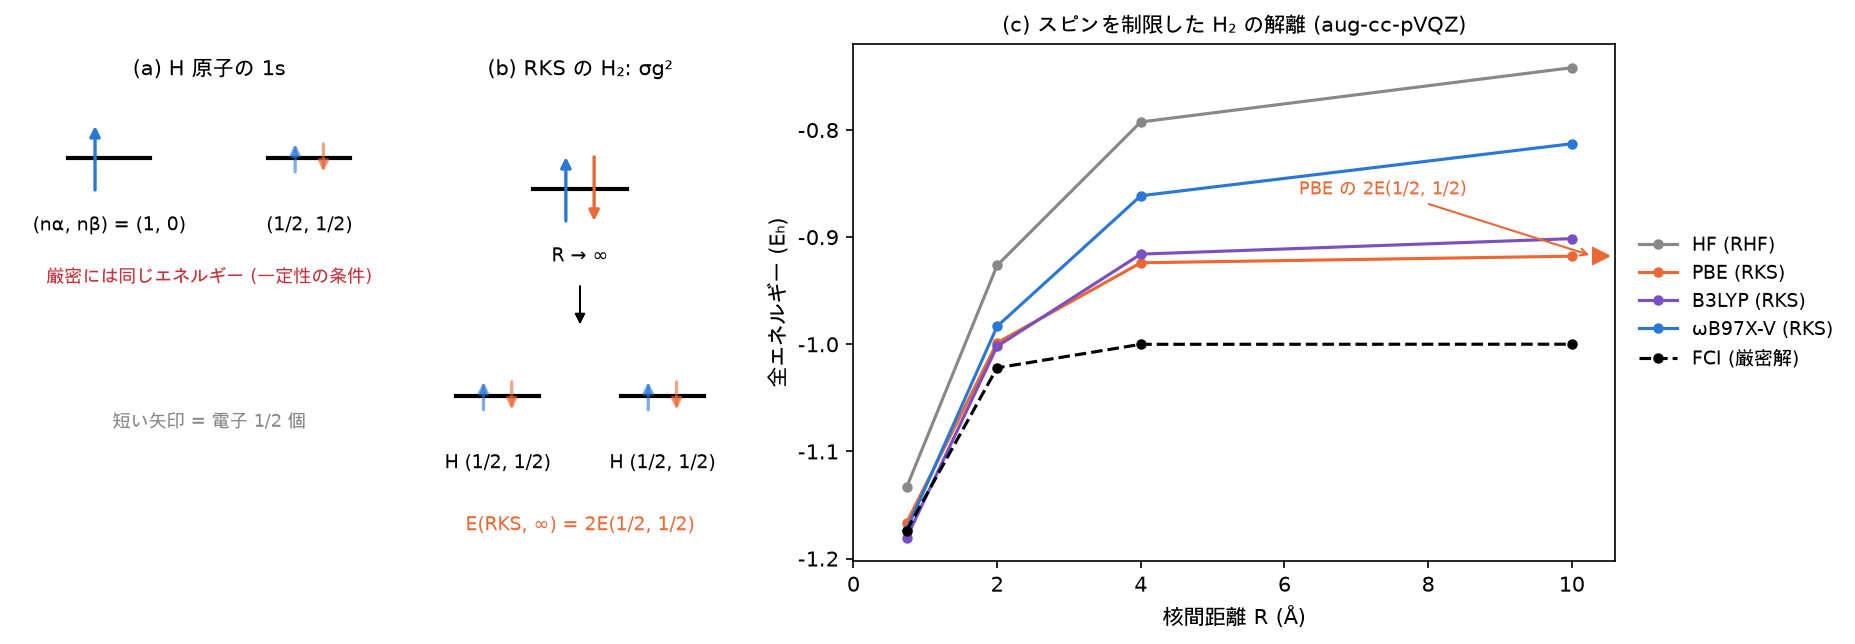 (a) H 原子の 1s
(nα, nβ) = (1, 0)
(1/2, 1/2)
厳密には同じエネルギー (一定性の条件)
短い矢印 = 電子 1/2 個
(b) RKS の H₂: σg²
R → ∞
H (1/2, 1/2)
H (1/2, 1/2)
E(RKS, ∞) = 2E(1/2, 1/2)
(c) スピンを制限した H₂ の解離 (aug-cc-pVQZ)
全エネルギー (Eₕ)
-0.8
-0.9
-1.0
-1.1
-1.2
PBE の 2E(1/2, 1/2)
0
2
4
6
8
10
核間距離 R (Å)
HF (RHF)
PBE (RKS)
B3LYP (RKS)
ωB97X-V (RKS)
FCI (厳密解)